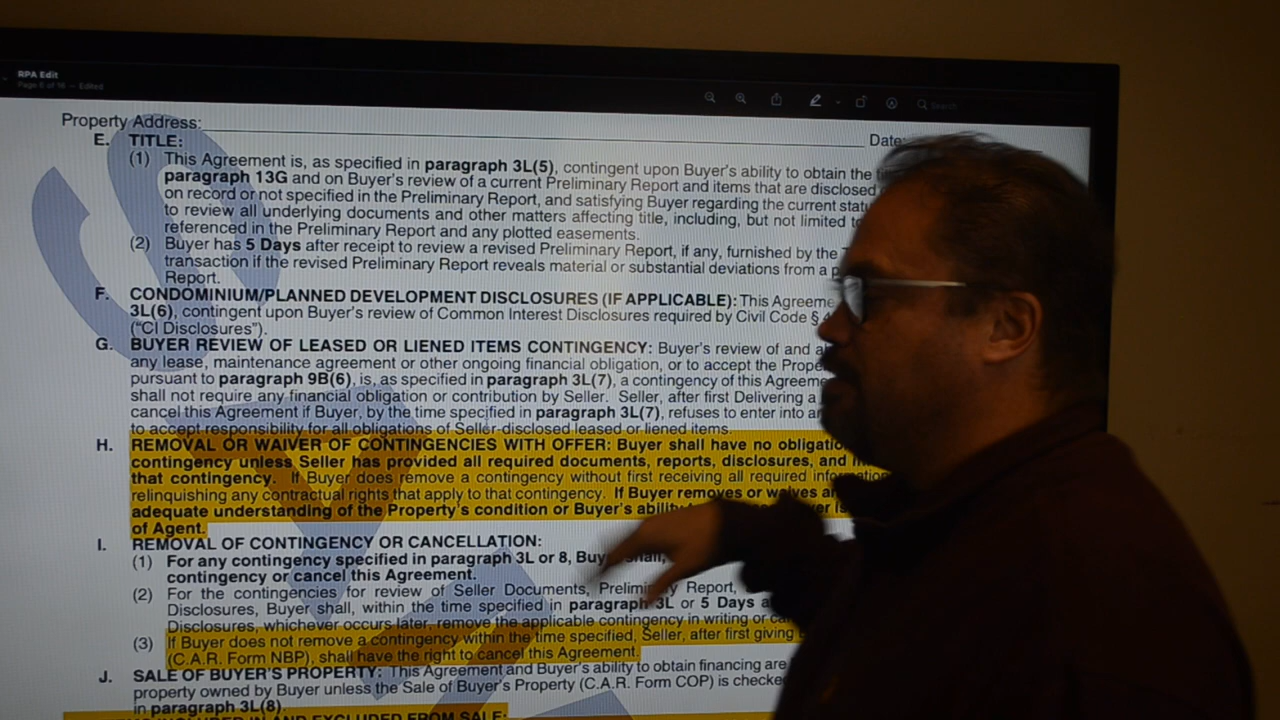 RPA Edit
Page 6 of 16 — Edited
Search
Property Address: Date:
E. TITLE:
(1) This Agreement is, as specified in paragraph 3L(5), contingent upon Buyer's ability to obtain the
paragraph 13G and on Buyer's review of a current Preliminary Report and items that are disclosed
on record or not specified in the Preliminary Report, and satisfying Buyer regarding the current
to review all underlying documents and other matters affecting title, including, but not limited
referenced in the Preliminary Report and any plotted easements.
(2) Buyer has 5 Days after receipt to review a revised Preliminary Report, if any, furnished by the
transaction if the revised Preliminary Report reveals material or substantial deviations from a
Report.
F. CONDOMINIUM/PLANNED DEVELOPMENT DISCLOSURES (IF APPLICABLE): This
3L(6), contingent upon Buyer's review of Common Interest Disclosures required by Civil Code §
("CI Disclosures").
G. BUYER REVIEW OF LEASED OR LIENED ITEMS CONTINGENCY: Buyer's review of and
any lease, maintenance agreement or other ongoing financial obligation, or to accept the
pursuant to paragraph 9B(6), is, as specified in paragraph 3L(7), a contingency of this
shall not require any financial obligation or contribution by Seller. Seller, after first Delivering a
cancel this Agreement if Buyer, by the time specified in paragraph 3L(7), refuses to enter into
to accept responsibility for all obligations of Seller-disclosed leased or liened items.
H. REMOVAL OR WAIVER OF CONTINGENCIES WITH OFFER: Buyer shall have no
contingency unless Seller has provided all required documents, reports, disclosures, and
that contingency. If Buyer does remove a contingency without first receiving all required
relinquishing any contractual rights that apply to that contingency. If Buyer removes or waives
adequate understanding of the Property's condition or Buyer's
of Agent.
I. REMOVAL OF CONTINGENCY OR CANCELLATION:
(1) For any contingency specified in paragraph 3L or 8,
contingency or cancel this Agreement.
(2) For the contingencies for review of Seller Documents, Report,
Disclosures, Buyer shall, within the time specified in paragraph 3L or 5 Days
Disclosures, whichever occurs later, remove the applicable contingency in writing or
(3) If Buyer does not remove a contingency within the time specified, Seller, after first giving
(C.A.R. Form NBP), shall have the right to cancel this Agreement.
J. SALE OF BUYER'S PROPERTY: This Agreement and Buyer's ability to obtain financing are
property owned by Buyer unless the Sale of Buyer's Property (C.A.R. Form COP) is
in paragraph 3L(8).
INCLUDED IN AND EXCLUDED FROM SALE: